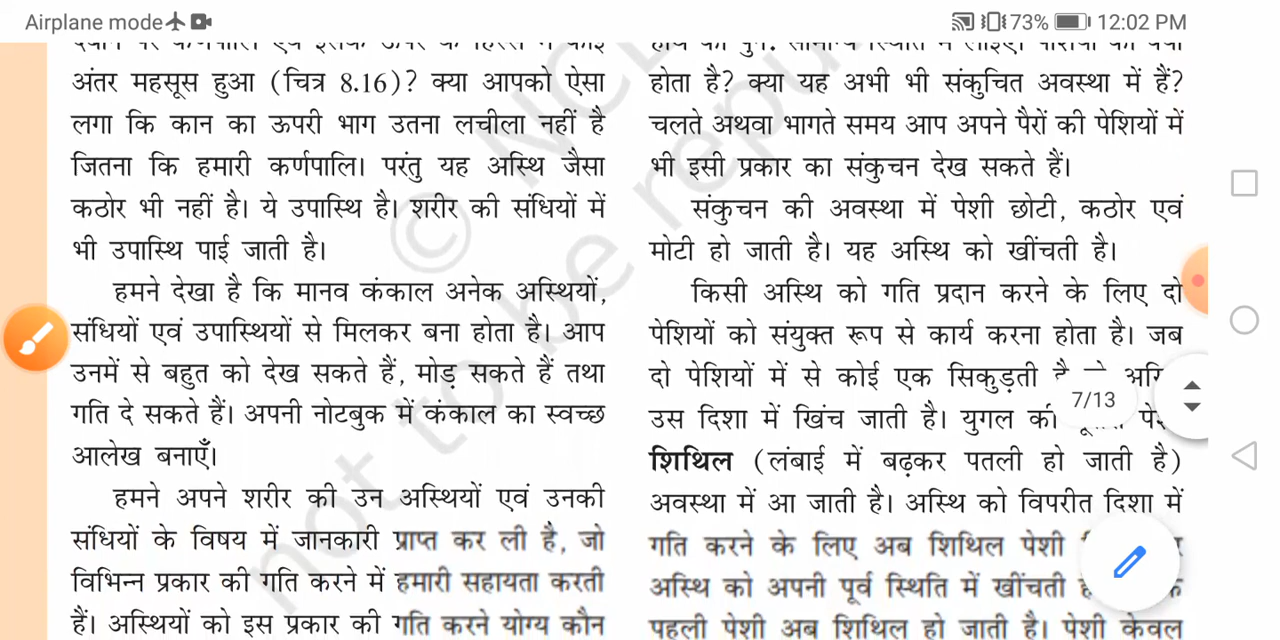 Airplane mode
73% 12:02 PM
अंतर महसूस हुआ (चित्र 8.16)? क्या आपको ऐसा
लगा कि कान का ऊपरी भाग उतना लचीला नहीं है
जितना कि हमारी कर्णपालि। परंतु यह अस्थि जैसा
कठोर भी नहीं है। ये उपास्थि है। शरीर की संधियों में
भी उपास्थि पाई जाती है।
हमने देखा है कि मानव कंकाल अनेक अस्थियों,
संधियों एवं उपास्थियों से मिलकर बना होता है। आप
उनमें से बहुत को देख सकते हैं, मोड़ सकते हैं तथा
गति दे सकते हैं। अपनी नोटबुक में कंकाल का स्वच्छ
आलेख बनाएँ।
हमने अपने शरीर की उन अस्थियों एवं उनकी
संधियों के विषय में जानकारी प्राप्त कर ली है, जो
विभिन्न प्रकार की गति करने में हमारी सहायता करती
हैं। अस्थियों को इस प्रकार की गति करने योग्य कौन
होता है? क्या यह अभी भी संकुचित अवस्था में हैं?
चलते अथवा भागते समय आप अपने पैरों की पेशियों में
भी इसी प्रकार का संकुचन देख सकते हैं।
संकुचन की अवस्था में पेशी छोटी, कठोर एवं
मोटी हो जाती है। यह अस्थि को खींचती है।
किसी अस्थि को गति प्रदान करने के लिए दो
पेशियों को संयुक्त रूप से कार्य करना होता है। जब
दो पेशियों में से कोई एक सिकुड़ती है
उस दिशा में खिंच जाती है। युगल की
शिथिल (लंबाई में बढ़कर पतली हो जाती है)
अवस्था में आ जाती है। अस्थि को विपरीत दिशा में
गति करने के लिए अब शिथिल पेशी
अस्थि को अपनी पूर्व स्थिति में खींचती
पहली पेशी अब शिथिल हो जाती है। पेशी केवल
7/13
not to be repu